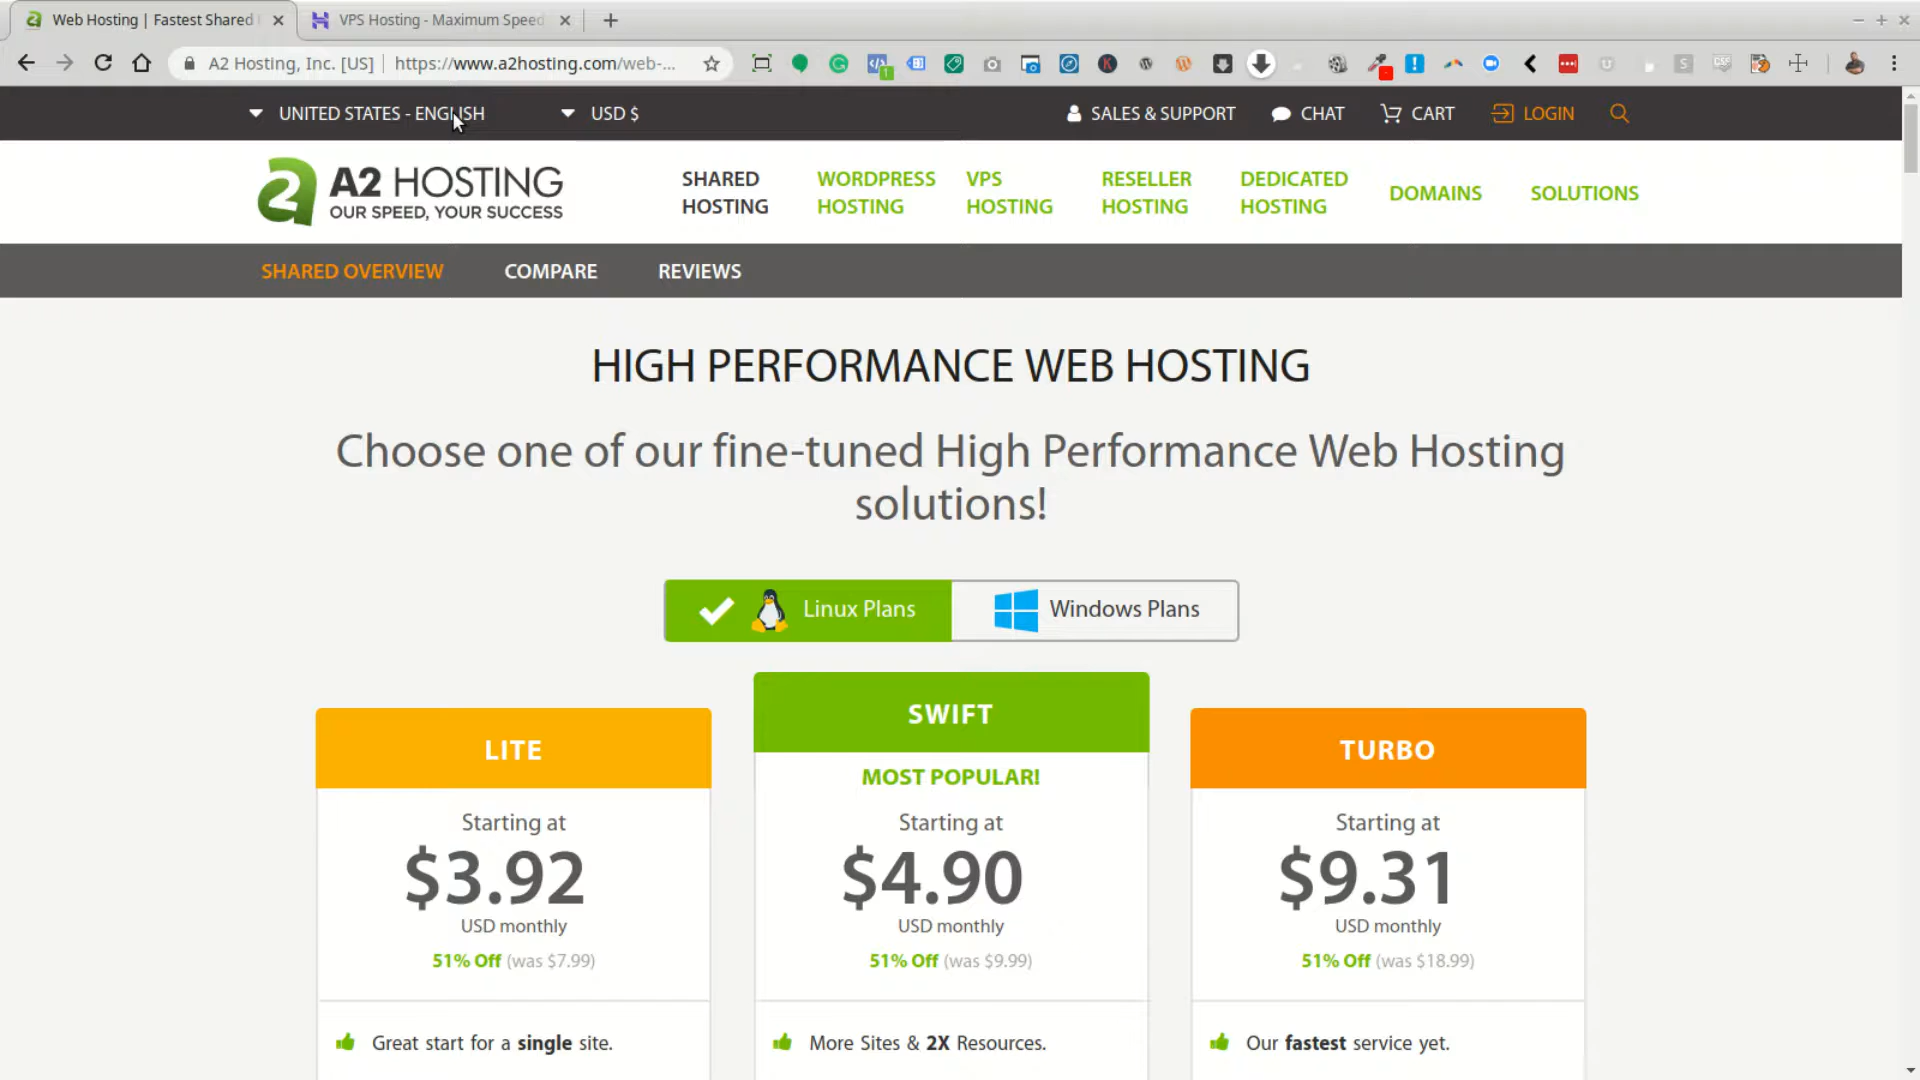 Web Hosting | Fastest Shared
VPS Hosting - Maximum Speed
A2 Hosting, Inc. [US] | https://www.a2hosting.com/web-...
UNITED STATES - ENGLISH
USD $
SALES & SUPPORT
CHAT
CART
LOGIN
A2 HOSTING
OUR SPEED, YOUR SUCCESS
SHARED
HOSTING
WORDPRESS
HOSTING
VPS
HOSTING
RESELLER
HOSTING
DEDICATED
HOSTING
DOMAINS
SOLUTIONS
SHARED OVERVIEW
COMPARE
REVIEWS
HIGH PERFORMANCE WEB HOSTING
Choose one of our fine-tuned High Performance Web Hosting
solutions!
Linux Plans
Windows Plans
LITE
Starting at
$3.92
USD monthly
51% Off (was $7.99)
Great start for a single site.
SWIFT
MOST POPULAR!
Starting at
$4.90
USD monthly
51% Off (was $9.99)
More Sites & 2X Resources.
TURBO
Starting at
$9.31
USD monthly
51% Off (was $18.99)
Our fastest service yet.